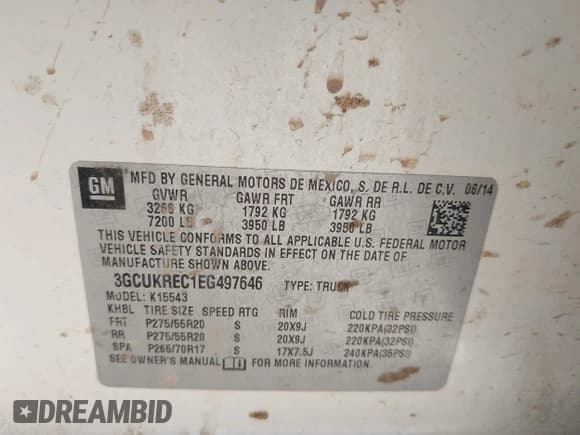 GM MFD BY GENERAL MOTORS DE MEXICO, S. DE R.L. DE C.V. 06/14
GVWR GAWR FRT GAWR RR
3266 KG 1792 KG 1792 KG
7200 LB 3950 LB 3950 LB
THIS VEHICLE CONFORMS TO ALL APPLICABLE U.S. FEDERAL MOTOR
VEHICLE SAFETY STANDARDS IN EFFECT ON THE DATE OF
MANUFACTURE SHOWN ABOVE.
3GCUKREC1EG497646 TYPE: TRUCK
MODEL: K15543
KHBL TIRE SIZE SPEED RTG RIM COLD TIRE PRESSURE
FRT P275/55R20 S 20X9J 220KPA(32PSI)
RR P275/55R20 S 20X9J 220KPA(32PSI)
SPA P265/70R17 S 17X7.5J 240KPA(35PSI)
SEE OWNER'S MANUAL FOR MORE INFORMATION
DREAMBID